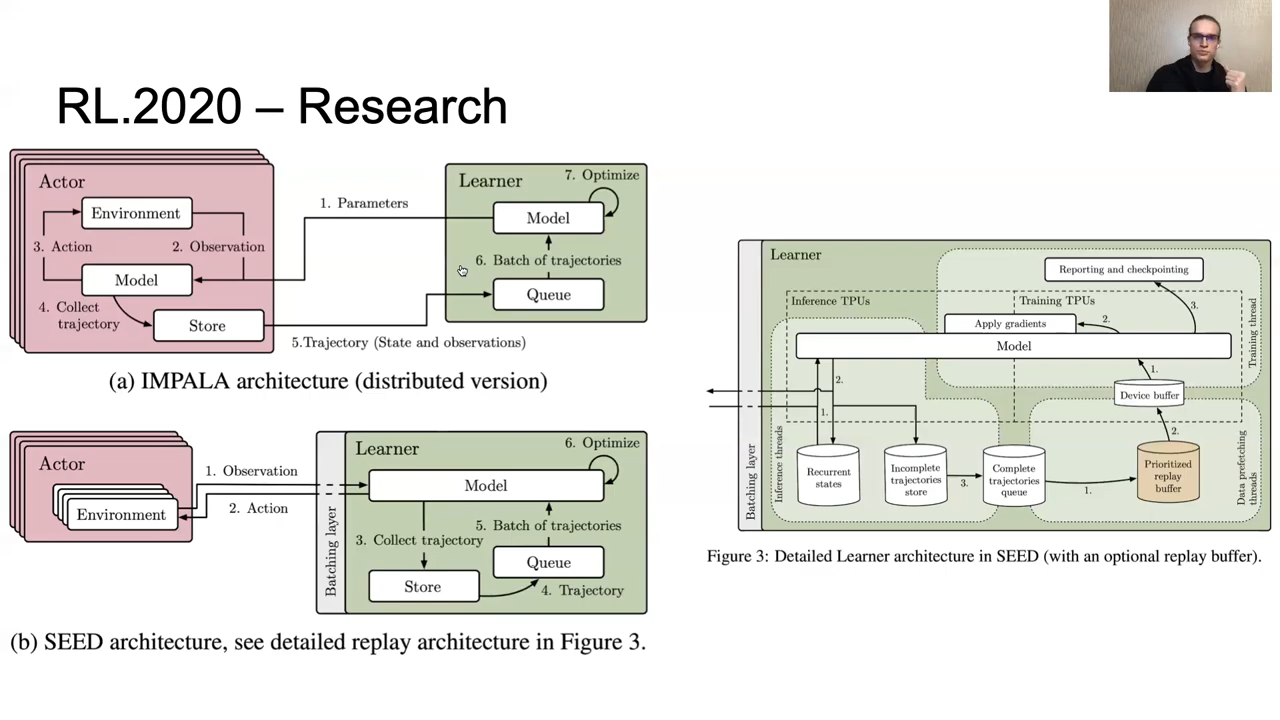 RL.2020 – Research
Actor
Environment
3. Action
2. Observation
Model
4. Collect
trajectory
Store
1. Parameters
5.Trajectory (State and observations)
Learner
7. Optimize
Model
6. Batch of trajectories
Queue
(a) IMPALA architecture (distributed version)
Actor
Environment
1. Observation
2. Action
Batching layer
Learner
6. Optimize
Model
3. Collect trajectory
5. Batch of trajectories
Queue
Store
4. Trajectory
(b) SEED architecture, see detailed replay architecture in Figure 3.
Learner
Reporting and checkpointing
Inference TPUs
Training TPUs
3.
Apply gradients
2.
Model
Training thread
1.
2.
Device buffer
1.
2.
Batching layer
Inference threads
Recurrent
states
Incomplete
trajectories
store
3.
Complete
trajectories
queue
1.
Prioritized
replay
buffer
Data prefetching
threads
Figure 3: Detailed Learner architecture in SEED (with an optional replay buffer).